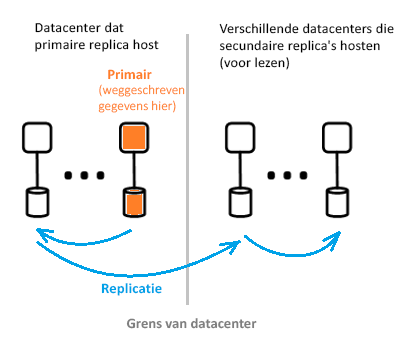 Datacenter dat
primaire replica host
Verschillende datacenters die
secundaire replica's hosten
(voor lezen)
Primair
(weggeschreven
gegevens hier)
Replicatie
Grens van datacenter